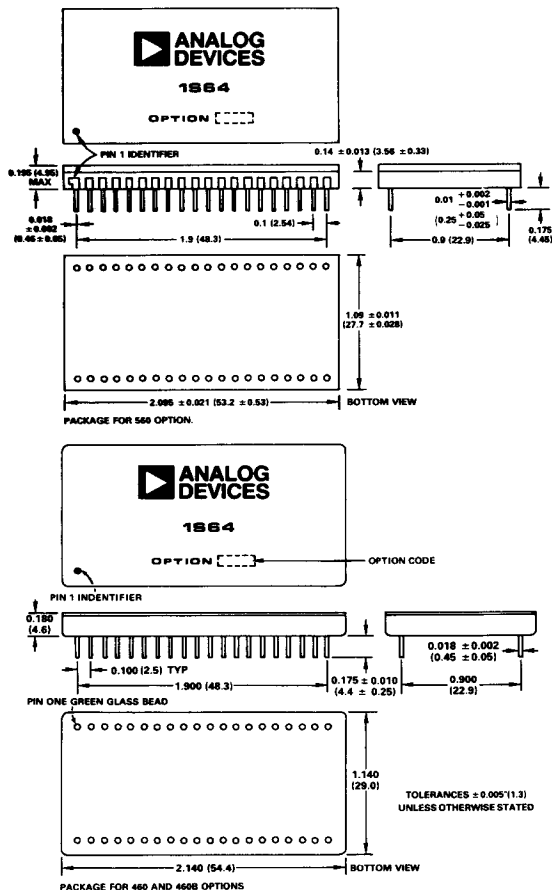 ANALOG
DEVICES
1S64
OPTION
PIN 1 IDENTIFIER
0.195 (4.95)
MAX
0.14 ± 0.013 (3.56 ± 0.33)
0.018
± 0.002
(0.46 ± 0.05)
0.1 (2.54)
1.9 (48.3)
0.01 + 0.002
- 0.001
(0.25 + 0.05
- 0.025)
0.9 (22.9)
0.175
(4.45)
1.09 ± 0.011
(27.7 ± 0.028)
2.095 ± 0.021 (53.2 ± 0.53)
BOTTOM VIEW
PACKAGE FOR 560 OPTION.
ANALOG
DEVICES
1S64
OPTION
OPTION CODE
PIN 1 INDENTIFIER
0.180
(4.6)
0.100 (2.5) TYP
1.900 (48.3)
0.175 ± 0.010
(4.4 ± 0.25)
0.018 ± 0.002
(0.45 ± 0.05)
0.900
(22.9)
PIN ONE GREEN GLASS BEAD
1.140
(29.0)
TOLERANCES ± 0.005"(1.3)
UNLESS OTHERWISE STATED
2.140 (54.4)
BOTTOM VIEW
PACKAGE FOR 460 AND 460B OPTIONS